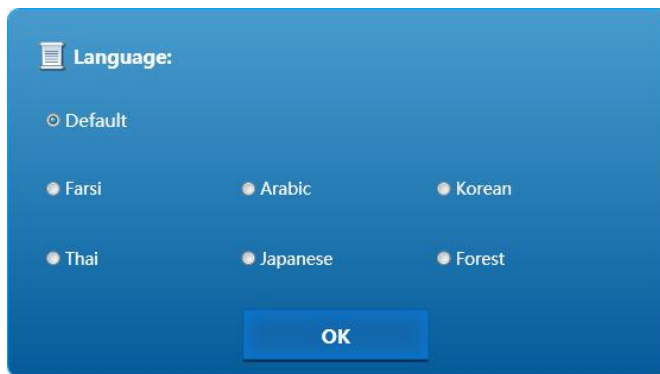 Language:
Default
Farsi Arabic Korean
Thai Japanese Forest
OK